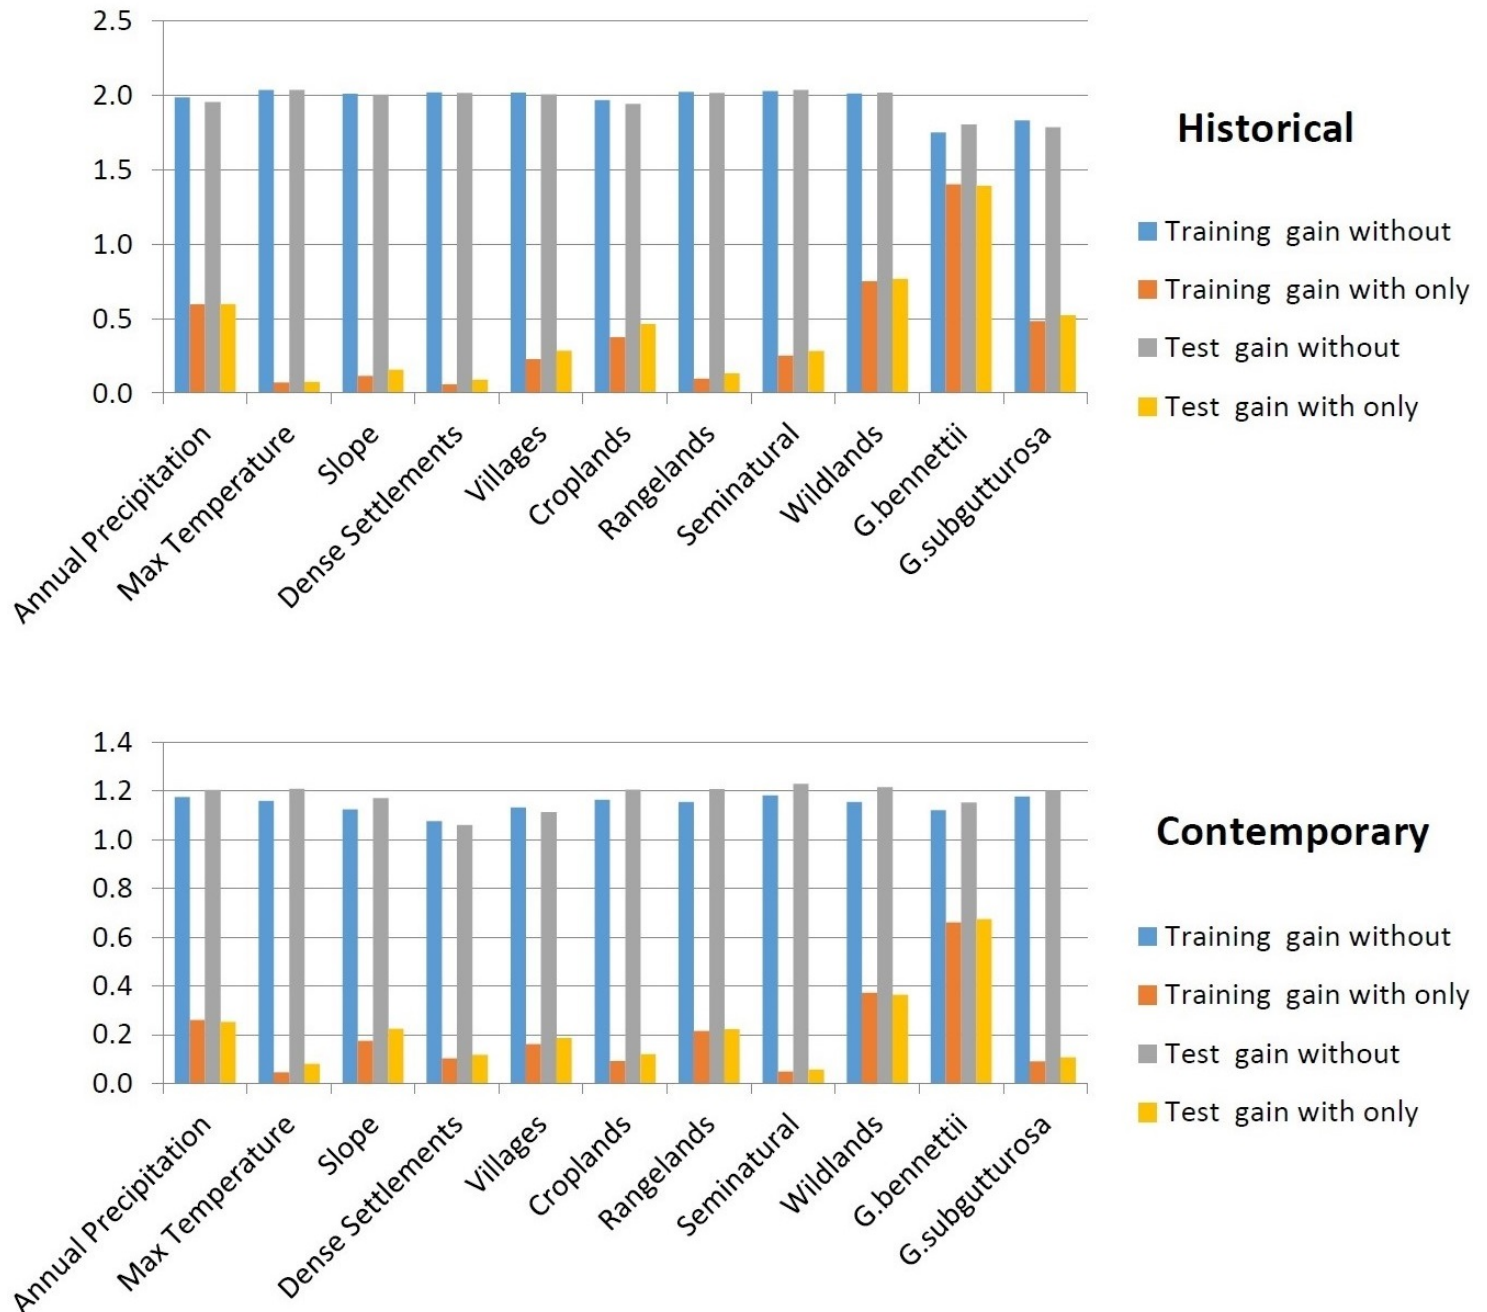 2.5
2.0
1.5
1.0
0.5
0.0
Annual Precipitation
Max Temperature
Slope
Dense Settlements
Villages
Croplands
Rangelands
Seminatural
Wildlands
G.bennettii
G.subgutturosa
Historical
Training gain without
Training gain with only
Test gain without
Test gain with only
1.4
1.2
1.0
0.8
0.6
0.4
0.2
0.0
Annual Precipitation
Max Temperature
Slope
Dense Settlements
Villages
Croplands
Rangelands
Seminatural
Wildlands
G.bennettii
G.subgutturosa
Contemporary
Training gain without
Training gain with only
Test gain without
Test gain with only